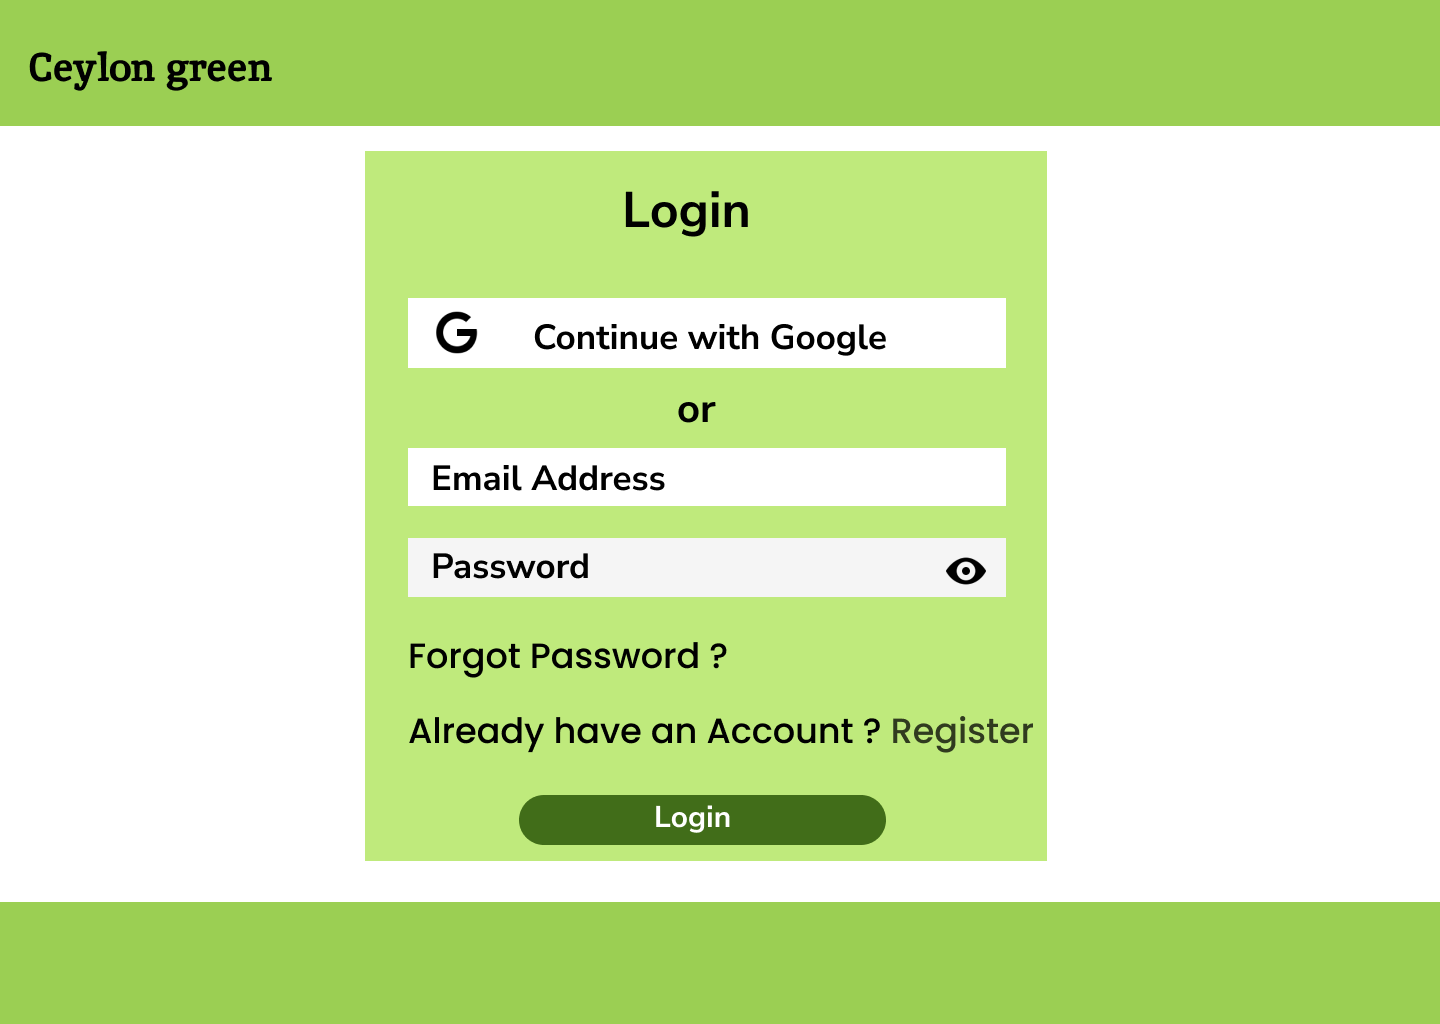 Ceylon green
Login
Continue with Google
or
Email Address
Password
Forgot Password ?
Already have an Account ? Register
Login